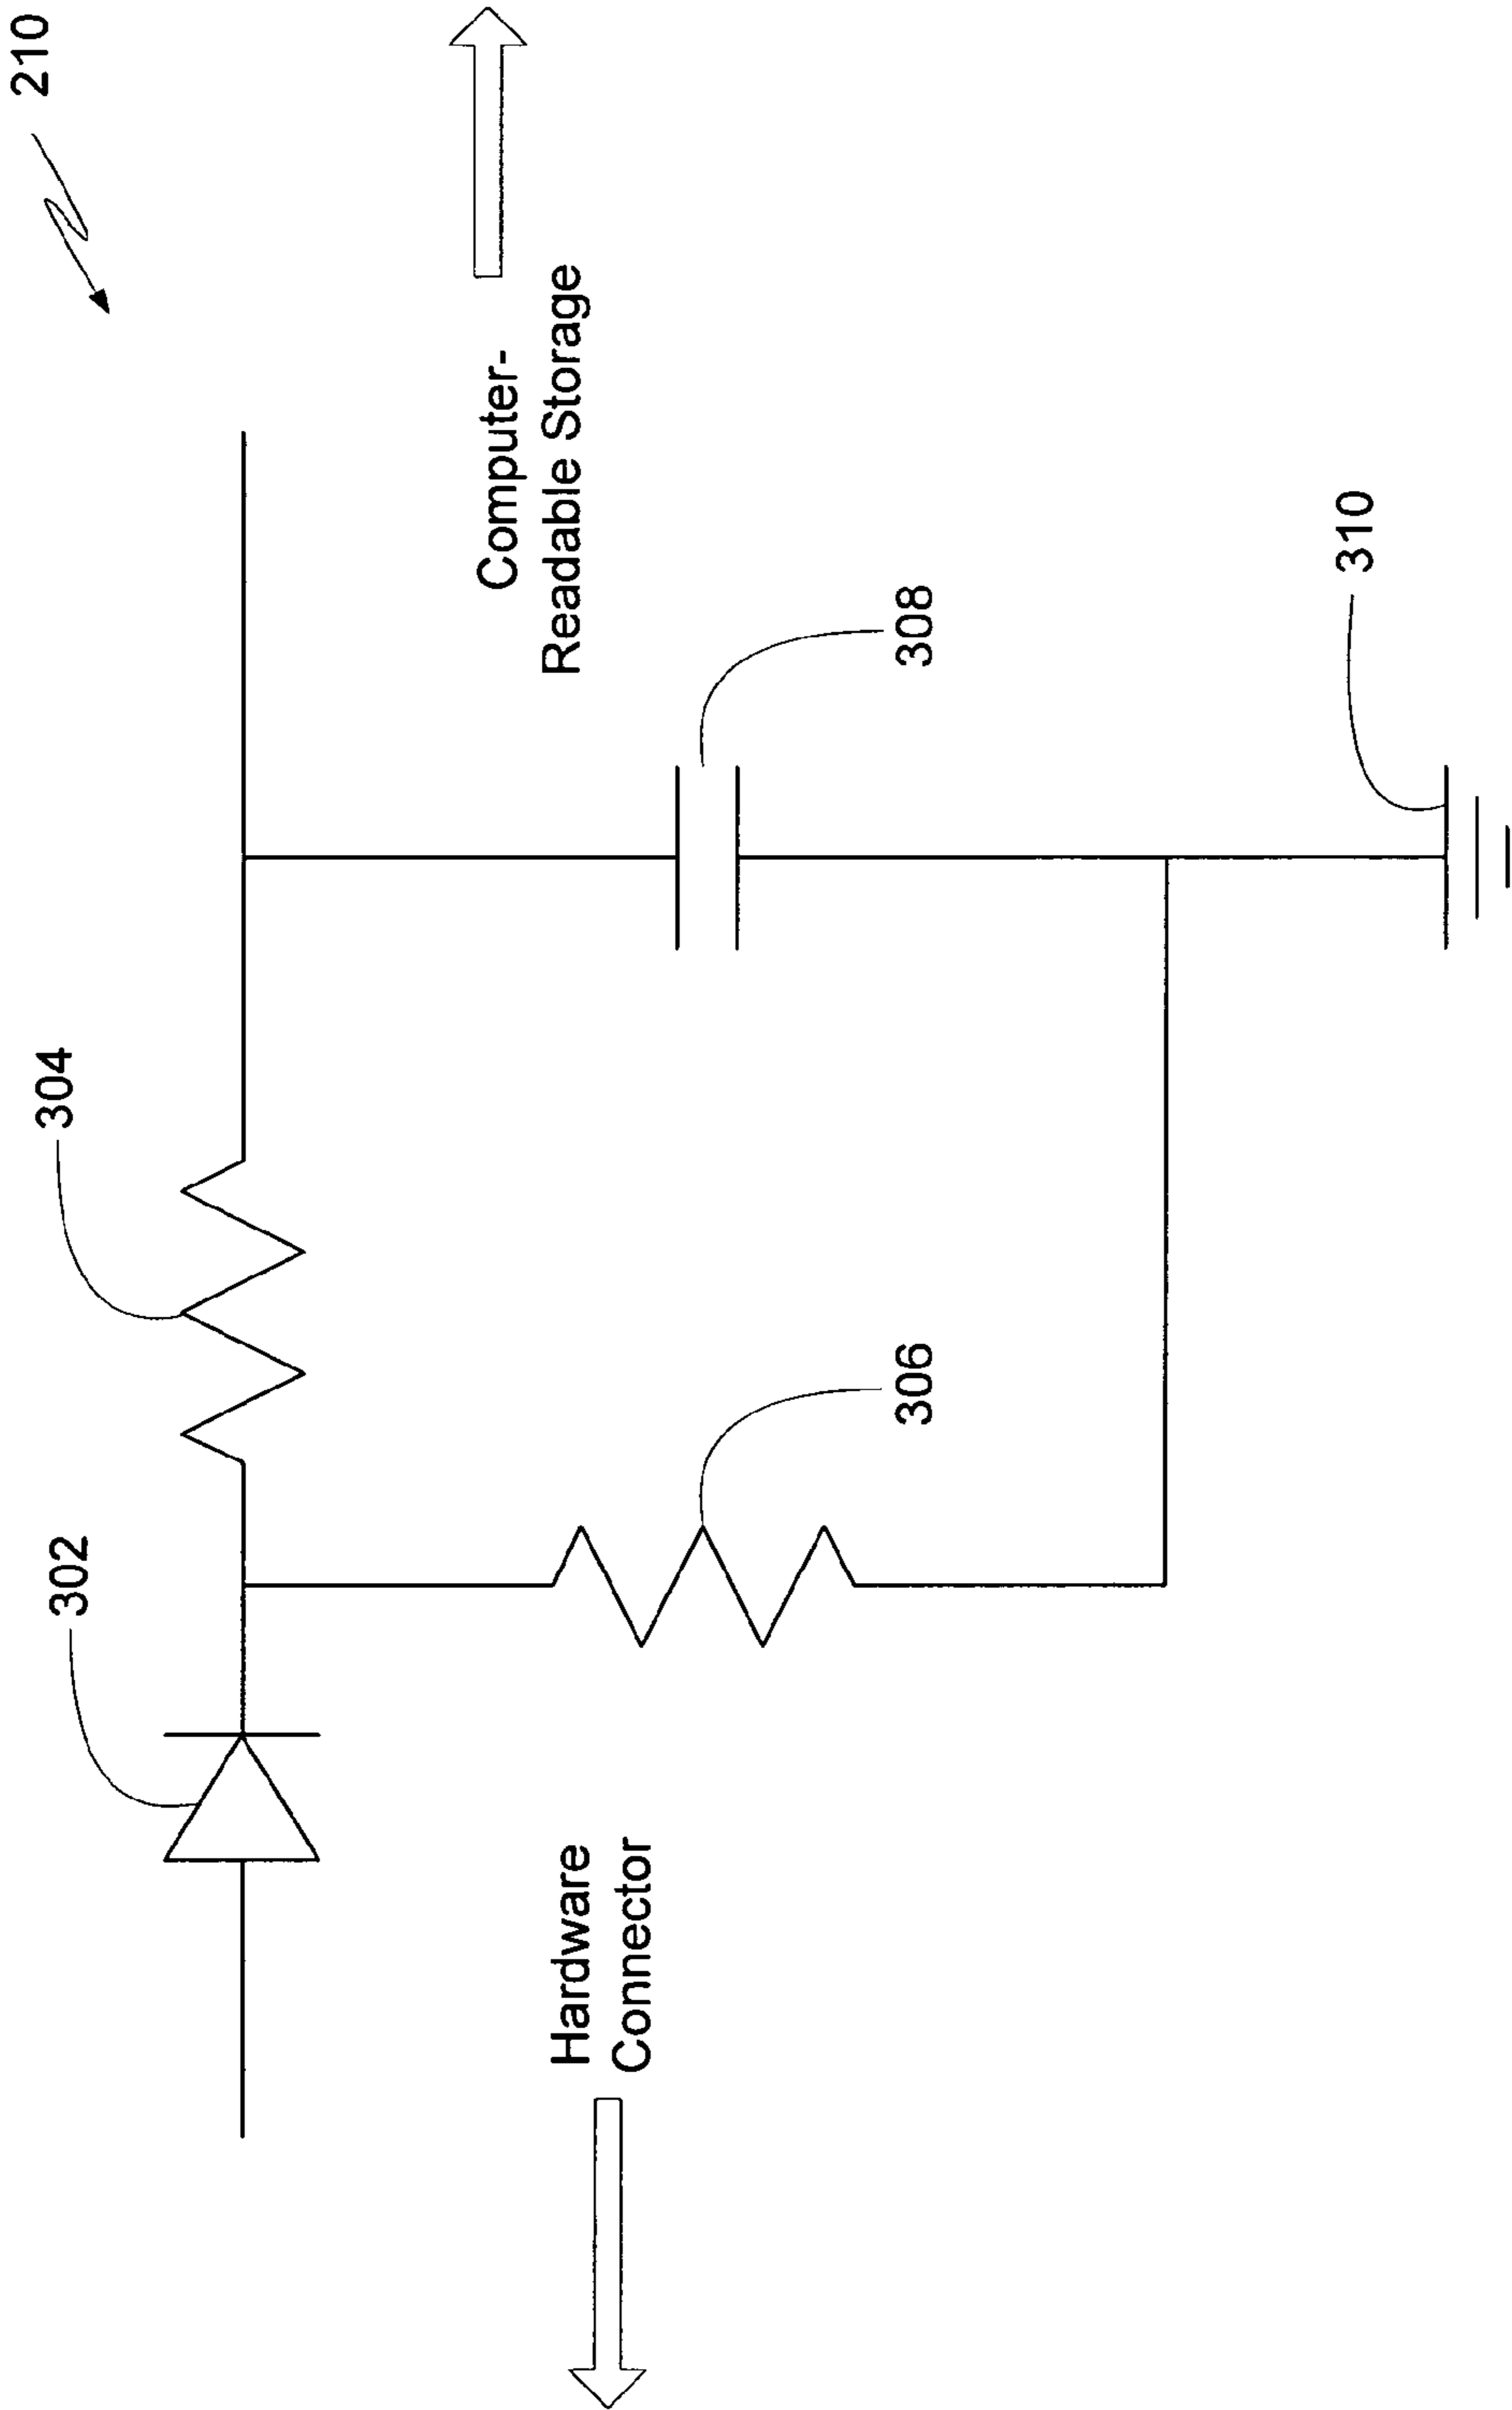 210
302
304
Computer-
Readable Storage
Hardware
Connector
306
308
310